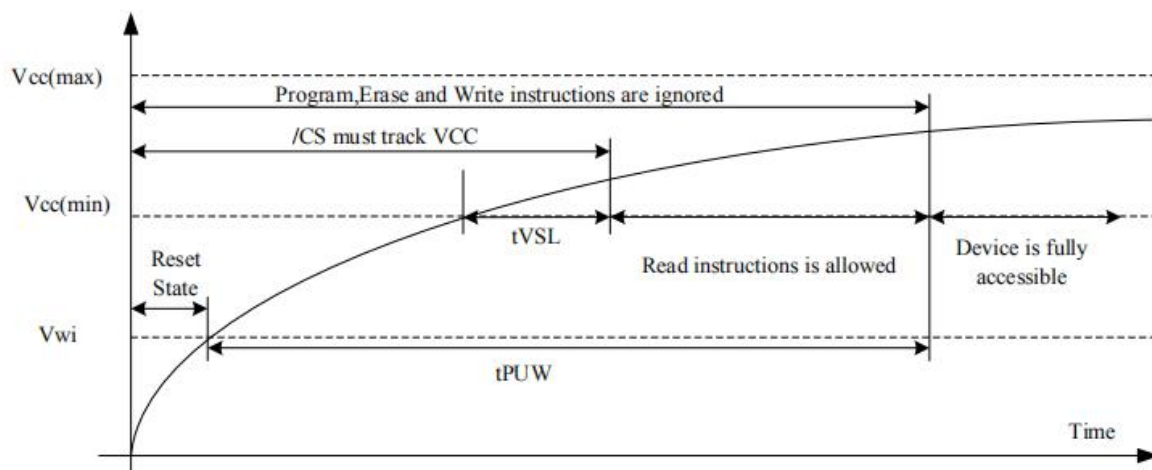 Vcc(max)
Program,Erase and Write instructions are ignored
/CS must track VCC
Vcc(min)
tVSL
Reset
State
Read instructions is allowed
Device is fully
accessible
Vwi
tPUW
Time